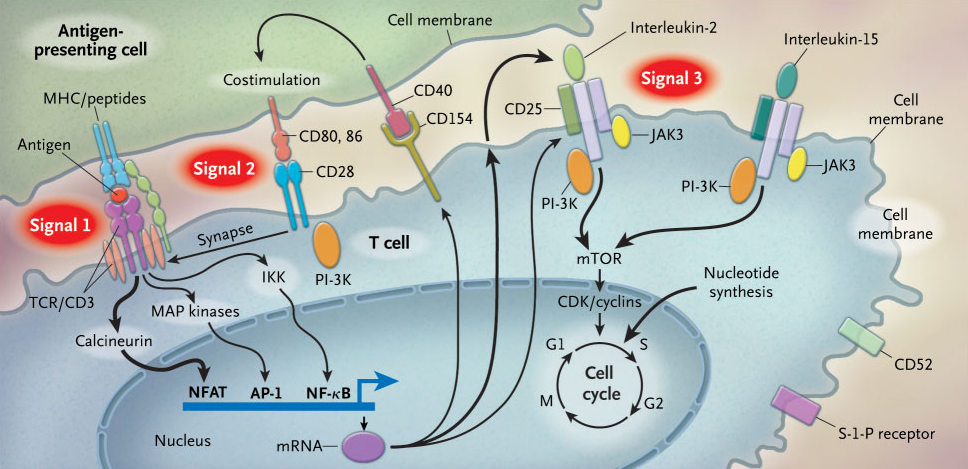 Antigen-
presenting cell
Cell membrane
Interleukin-2
Interleukin-15
Signal 3
Costimulation
MHC/peptides
CD40
CD25
Cell
membrane
CD154
CD80, 86
JAK3
Antigen
Signal 2
CD28
JAK3
PI-3K
PI-3K
Signal 1
Synapse
T cell
Cell
membrane
mTOR
IKK
PI-3K
Nucleotide
synthesis
TCR/CD3
MAP kinases
CDK/cyclins
Calcineurin
G1
S
CD52
Cell
cycle
NFAT
AP-1
NF-κB
M
G2
Nucleus
mRNA
S-1-P receptor